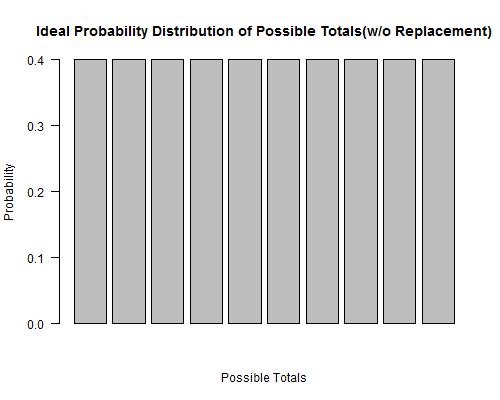 Ideal Probability Distribution of Possible Totals(w/o Replacement)
0.4
0.3
0.2
0.1
0.0
Probability
Possible Totals